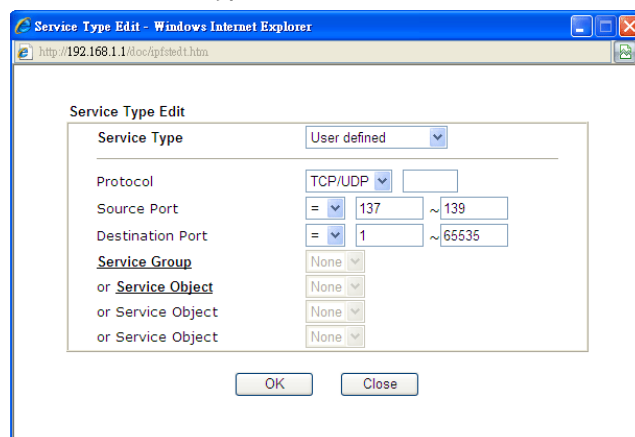 Service Type Edit - Windows Internet Explorer
http://192.168.1.1/doc/ipfstedt.htm
Service Type Edit
Service Type User defined
Protocol TCP/UDP
Source Port = 137 ~ 139
Destination Port = 1 ~ 65535
Service Group None
or Service Object None
or Service Object None
or Service Object None
OK Close